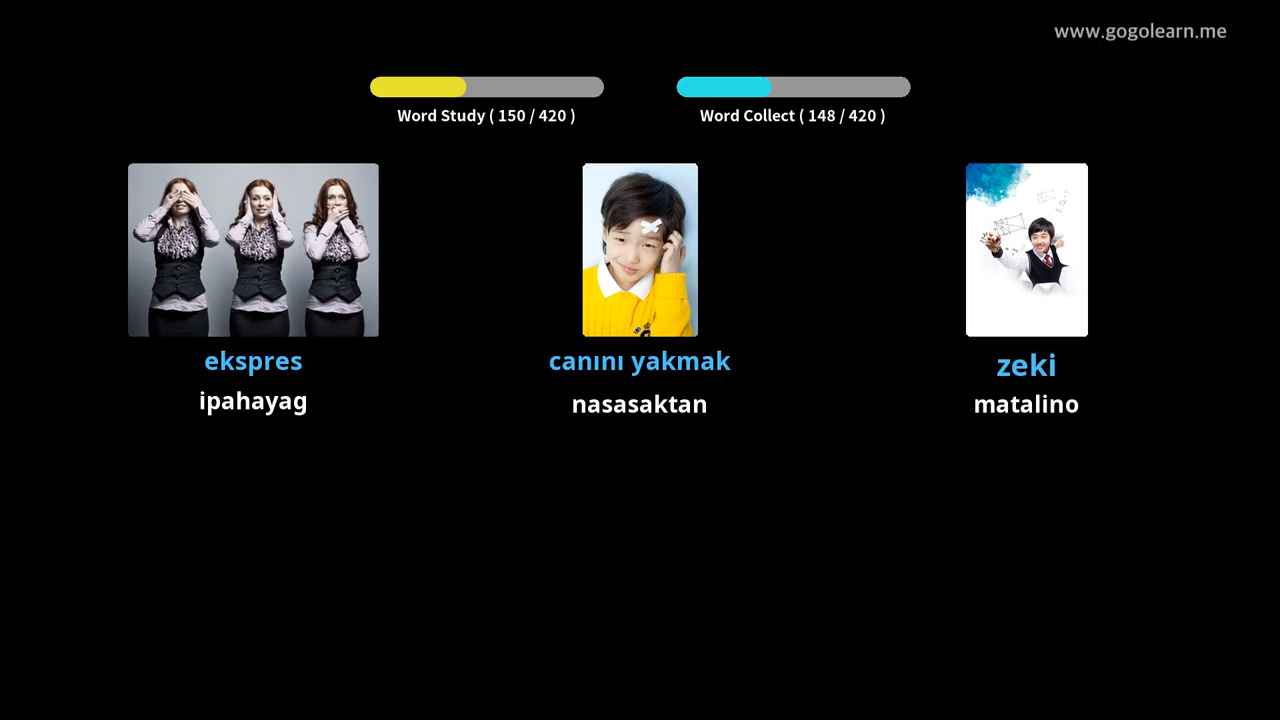 www.gogolearn.me
Word Study ( 150 / 420 )
Word Collect ( 148 / 420 )
ekspres
ipahayag
canını yakmak
nasasaktan
zeki
matalino